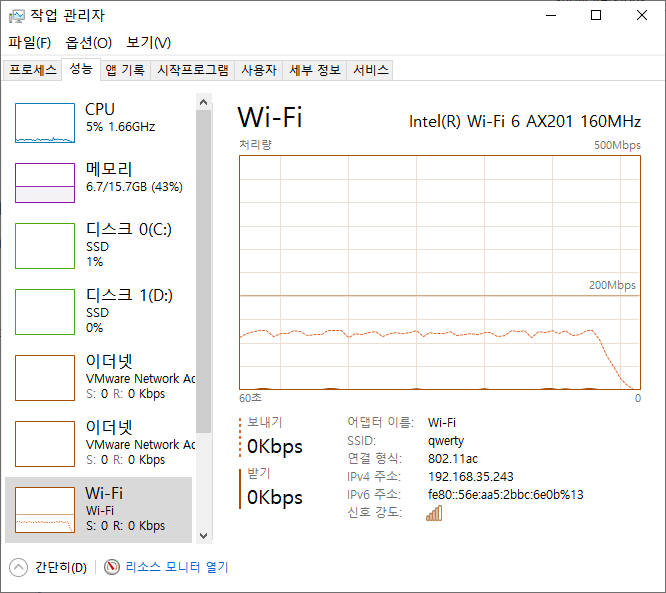 작업 관리자
파일(F) 옵션(O) 보기(V)
프로세스 성능 앱 기록 시작프로그램 사용자 세부 정보 서비스
CPU
5% 1.66GHz
메모리
6.7/15.7GB (43%)
디스크 0(C:)
SSD
1%
디스크 1(D:)
SSD
0%
이더넷
VMware Network Ac
S: 0 R: 0 Kbps
이더넷
VMware Network Ac
S: 0 R: 0 Kbps
Wi-Fi
Wi-Fi
S: 0 R: 0 Kbps
Wi-Fi
Intel(R) Wi-Fi 6 AX201 160MHz
처리량 500Mbps
200Mbps
60초 0
보내기
0Kbps
받기
0Kbps
어댑터 이름: Wi-Fi
SSID: qwerty
연결 형식: 802.11ac
IPv4 주소: 192.168.35.243
IPv6 주소: fe80::56e:aa5:2bbc:6e0b%13
신호 강도:
간단히(D) 리소스 모니터 열기